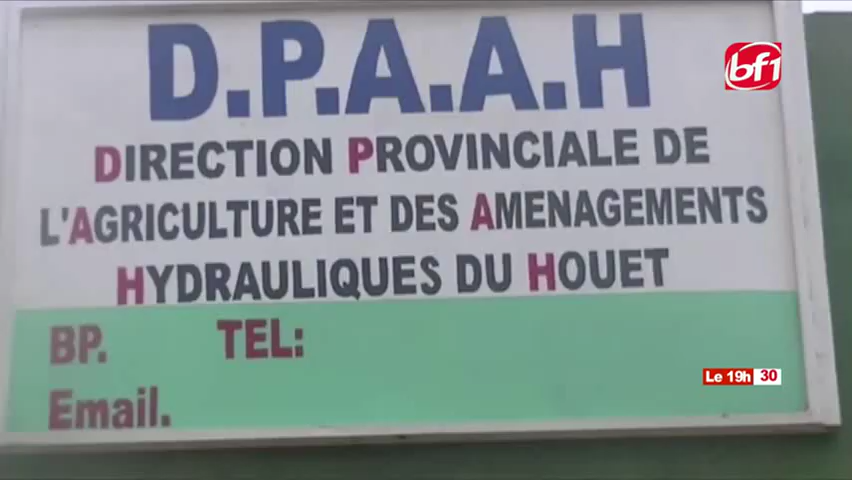 D.P.A.A.H
bf1
DIRECTION PROVINCIALE DE
L'AGRICULTURE ET DES AMENAGEMENTS
HYDRAULIQUES DU HOUET
BP. TEL:
Email.
Le 19h 30